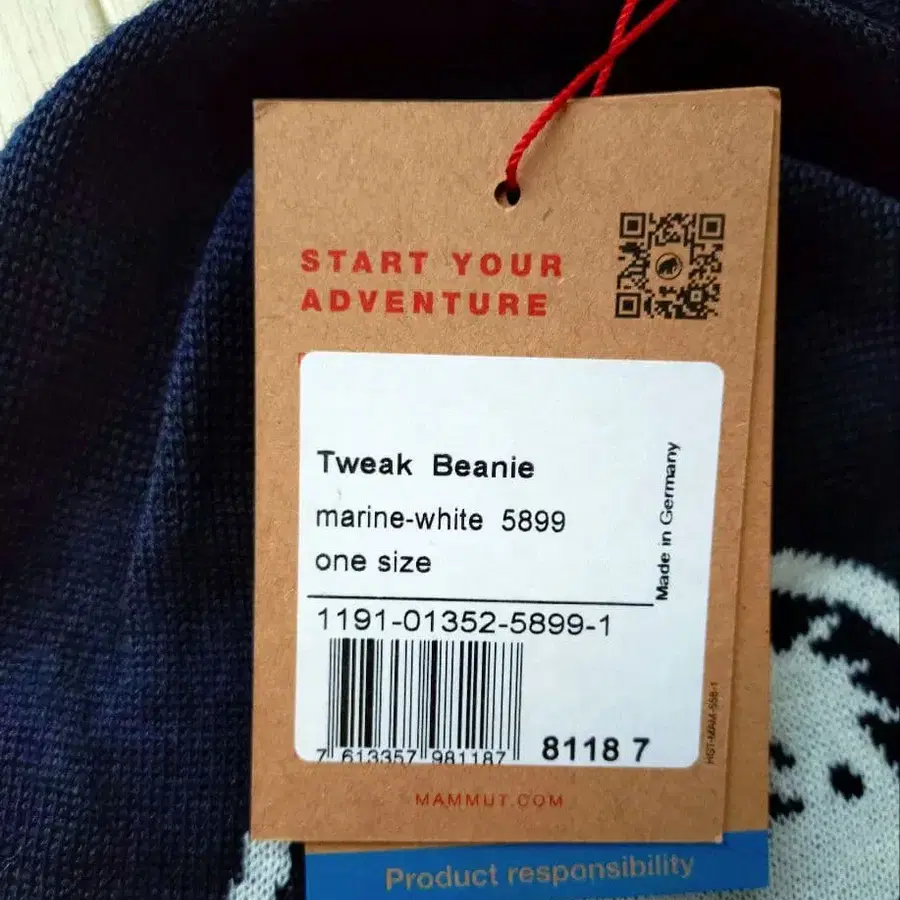 START YOUR
ADVENTURE
Tweak Beanie
marine-white 5899
one size
Made in Germany
1191-01352-5899-1
7 613357 981187
8118 7
MAMMUT.COM
Product responsibility